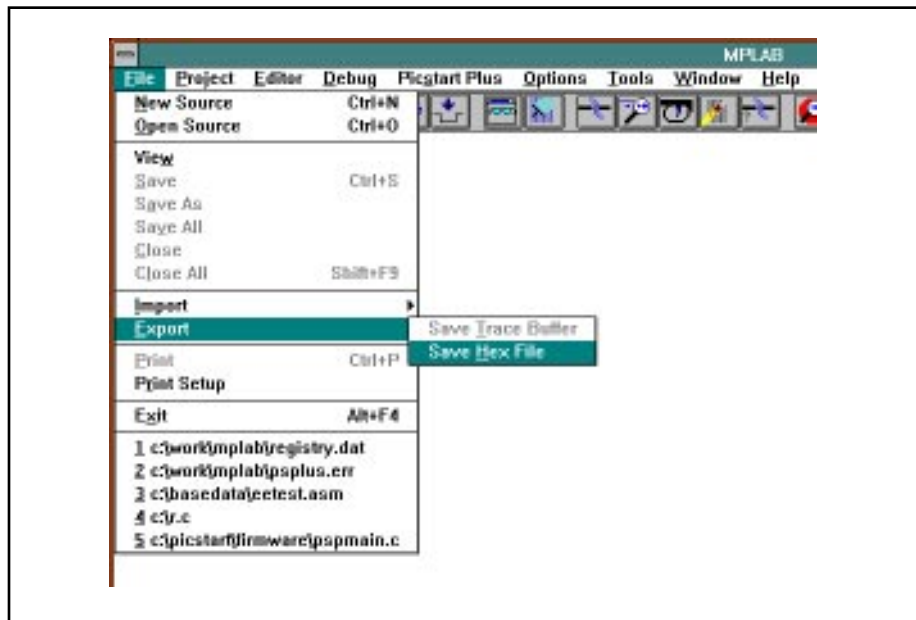 MPLAB
File Project Editor Debug Picstart Plus Options Tools Window Help
New Source Ctrl+N
Open Source Ctrl+O
View
Save Ctrl+S
Save As
Save All
Close
Close All Shift+F9
Import
Export
Save Trace Buffer
Save Hex File
Print Ctrl+P
Print Setup
Exit Alt+F4
1 c:\work\mplab\registry.dat
2 c:\work\mplab\psplus.err
3 c:\basedata\eetest.asm
4 c:\r.c
5 c:\picstart\firmware\pspmain.c